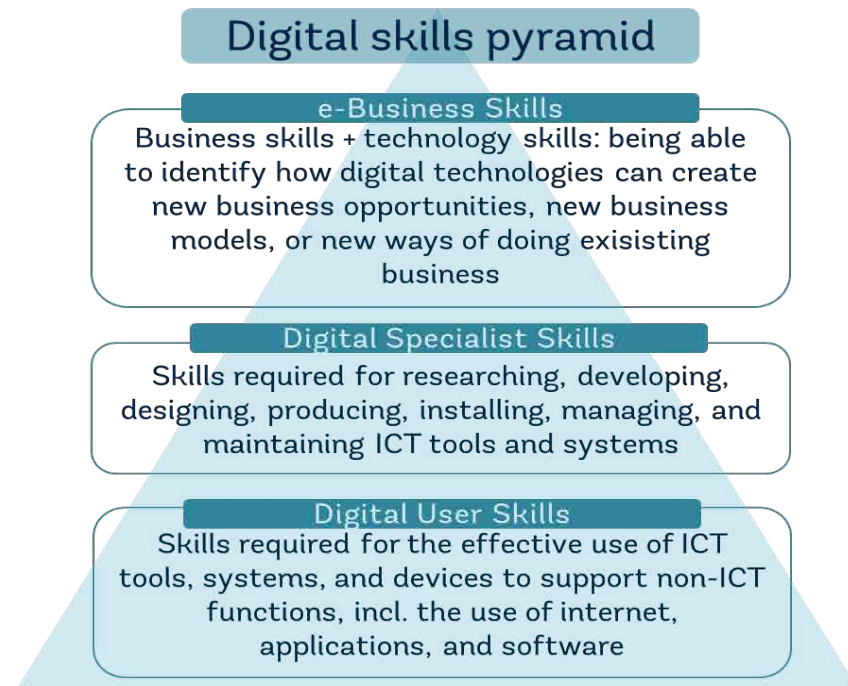 Digital skills pyramid
e-Business Skills
Business skills + technology skills: being able
to identify how digital technologies can create
new business opportunities, new business
models, or new ways of doing exisisting
business
Digital Specialist Skills
Skills required for researching, developing,
designing, producing, installing, managing, and
maintaining ICT tools and systems
Digital User Skills
Skills required for the effective use of ICT
tools, systems, and devices to support non-ICT
functions, incl. the use of internet,
applications, and software